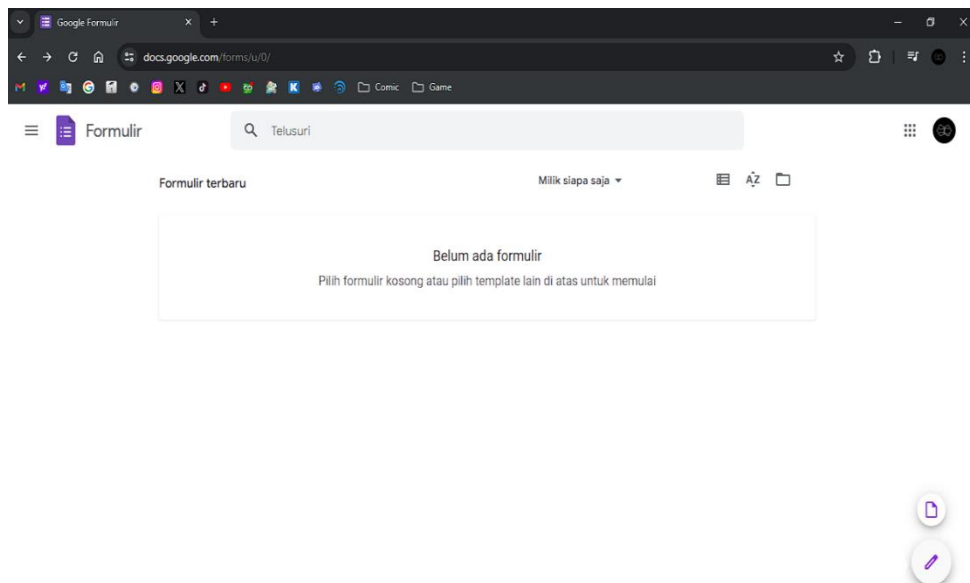 Google Formulir
docs.google.com/forms/u/0/
Comic
Game
Formulir
Telusuri
Formulir terbaru
Milik siapa saja
AZ
Belum ada formulir
Pilih formulir kosong atau pilih template lain di atas untuk memulai